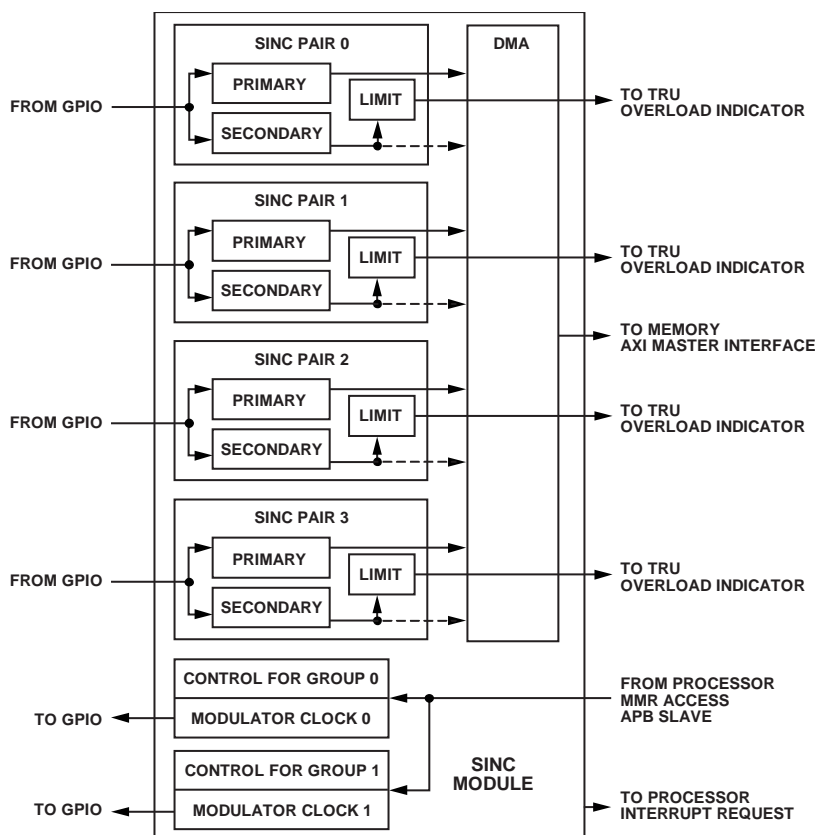 SINC PAIR 0
DMA
PRIMARY
LIMIT
SECONDARY
FROM GPIO
TO TRU
OVERLOAD INDICATOR
SINC PAIR 1
PRIMARY
LIMIT
SECONDARY
FROM GPIO
TO TRU
OVERLOAD INDICATOR
TO MEMORY
AXI MASTER INTERFACE
SINC PAIR 2
PRIMARY
LIMIT
SECONDARY
FROM GPIO
TO TRU
OVERLOAD INDICATOR
SINC PAIR 3
PRIMARY
LIMIT
SECONDARY
FROM GPIO
TO TRU
OVERLOAD INDICATOR
CONTROL FOR GROUP 0
MODULATOR CLOCK 0
TO GPIO
FROM PROCESSOR
MMR ACCESS
APB SLAVE
CONTROL FOR GROUP 1
MODULATOR CLOCK 1
TO GPIO
SINC
MODULE
TO PROCESSOR
INTERRUPT REQUEST